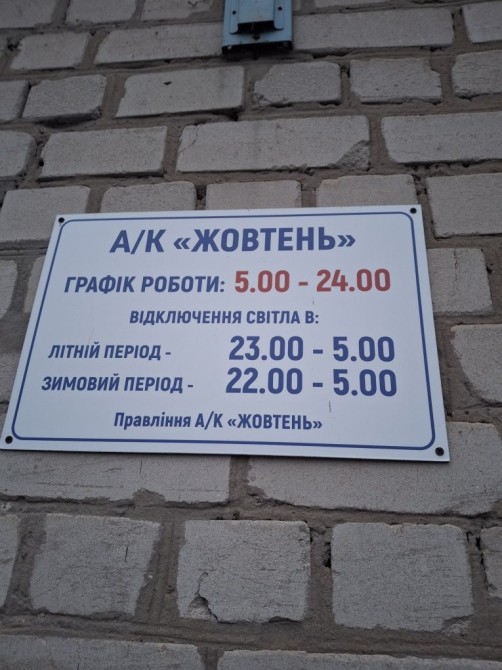 А/К «ЖОВТЕНЬ»
ГРАФІК РОБОТИ: 5.00 - 24.00
ВІДКЛЮЧЕННЯ СВІТЛА В:
ЛІТНІЙ ПЕРІОД - 23.00 - 5.00
ЗИМОВИЙ ПЕРІОД - 22.00 - 5.00
Правління А/К «ЖОВТЕНЬ»